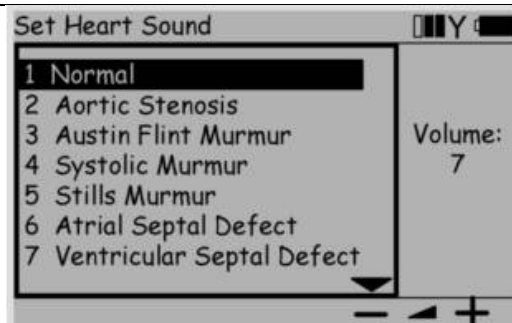 Set Heart Sound
1 Normal
2 Aortic Stenosis
3 Austin Flint Murmur
4 Systolic Murmur
5 Stills Murmur
6 Atrial Septal Defect
7 Ventricular Septal Defect
Volume:
7